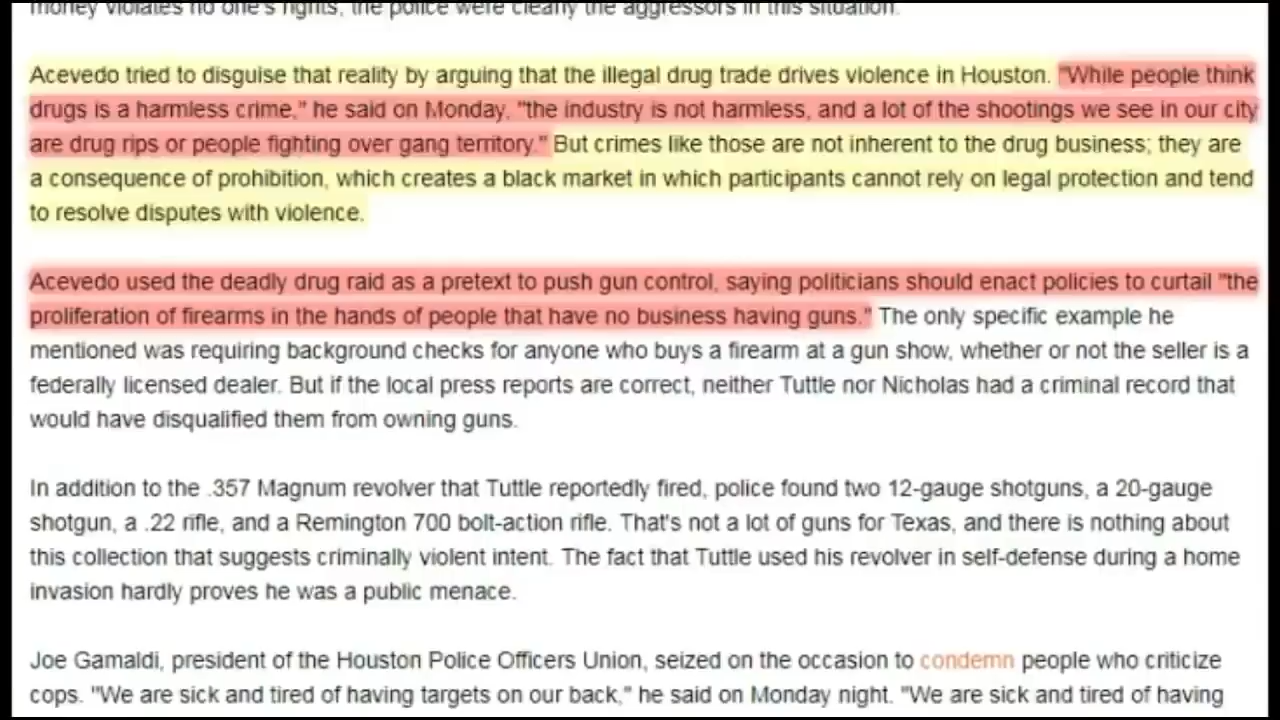 money violates no one's rights, the police were clearly the aggressors in this situation.
Acevedo tried to disguise that reality by arguing that the illegal drug trade drives violence in Houston. "While people think
drugs is a harmless crime," he said on Monday, "the industry is not harmless, and a lot of the shootings we see in our city
are drug rips or people fighting over gang territory." But crimes like those are not inherent to the drug business; they are
a consequence of prohibition, which creates a black market in which participants cannot rely on legal protection and tend
to resolve disputes with violence.
Acevedo used the deadly drug raid as a pretext to push gun control, saying politicians should enact policies to curtail "the
proliferation of firearms in the hands of people that have no business having guns." The only specific example he
mentioned was requiring background checks for anyone who buys a firearm at a gun show, whether or not the seller is a
federally licensed dealer. But if the local press reports are correct, neither Tuttle nor Nicholas had a criminal record that
would have disqualified them from owning guns.
In addition to the .357 Magnum revolver that Tuttle reportedly fired, police found two 12-gauge shotguns, a 20-gauge
shotgun, a .22 rifle, and a Remington 700 bolt-action rifle. That's not a lot of guns for Texas, and there is nothing about
this collection that suggests criminally violent intent. The fact that Tuttle used his revolver in self-defense during a home
invasion hardly proves he was a public menace.
Joe Gamaldi, president of the Houston Police Officers Union, seized on the occasion to condemn people who criticize
cops. "We are sick and tired of having targets on our back," he said on Monday night. "We are sick and tired of having